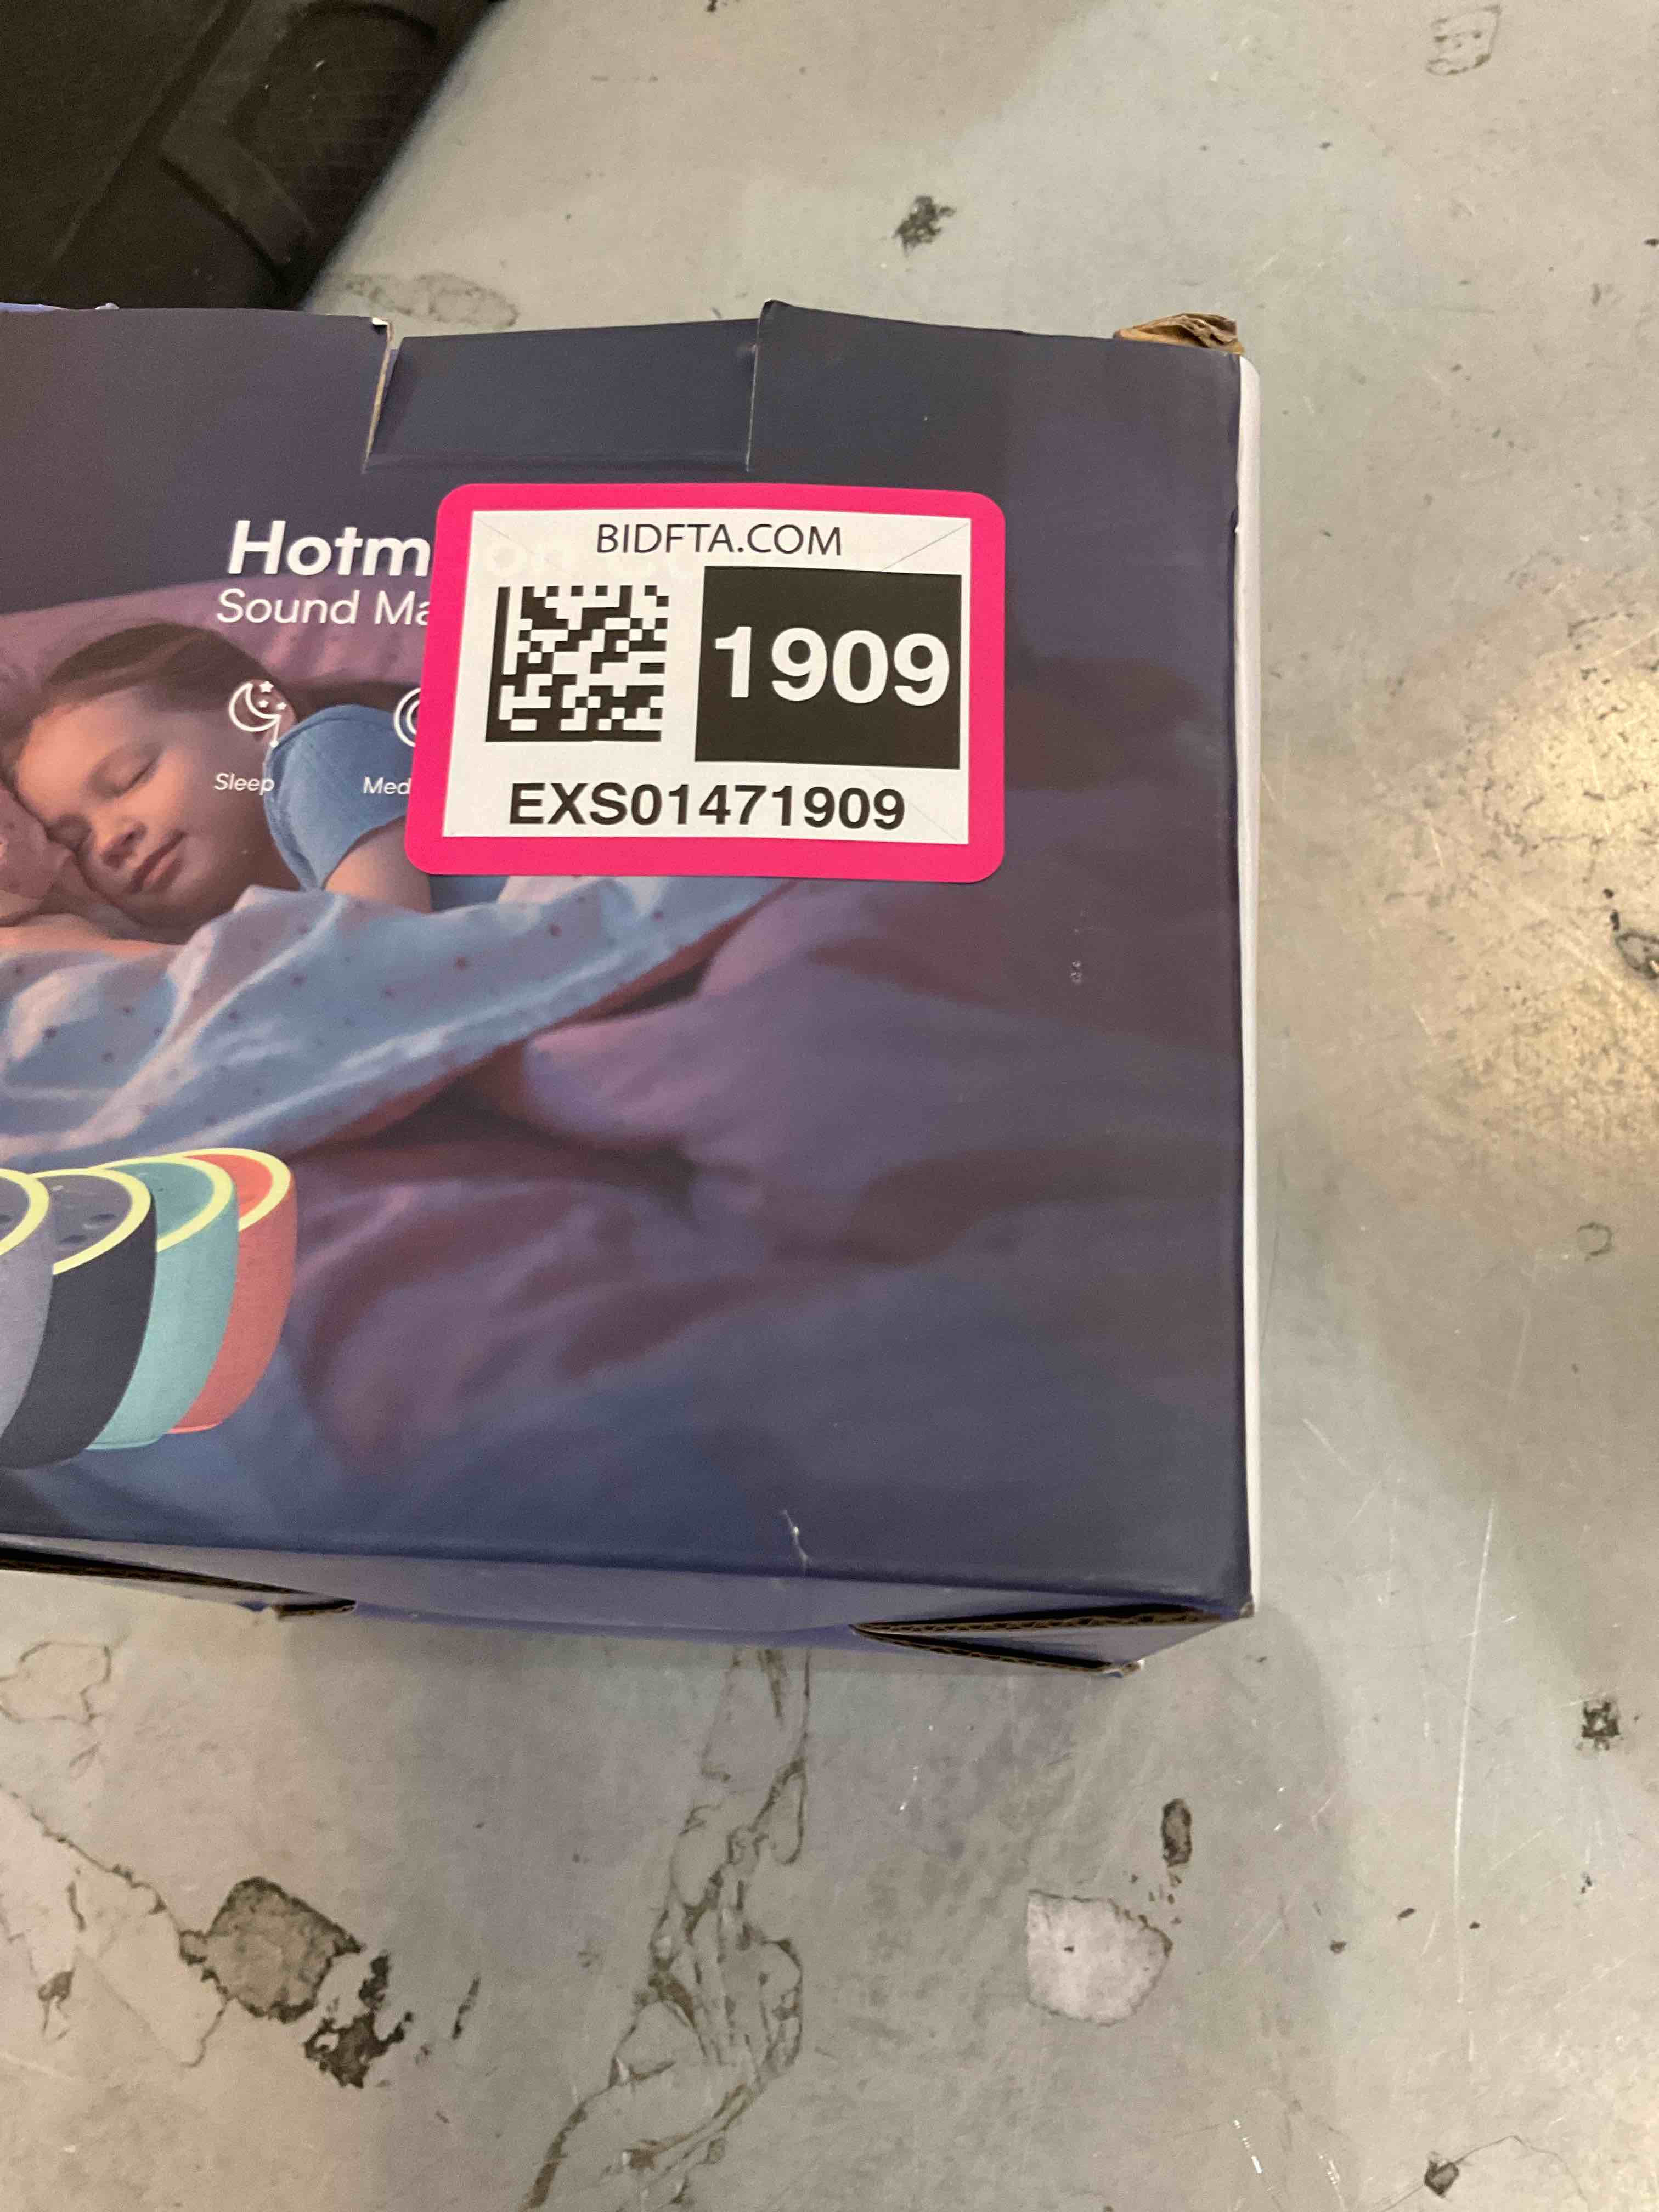 BIDFTA.COM
1909
EXS01471909
Hotm
Sound Ma
Sleep
Med